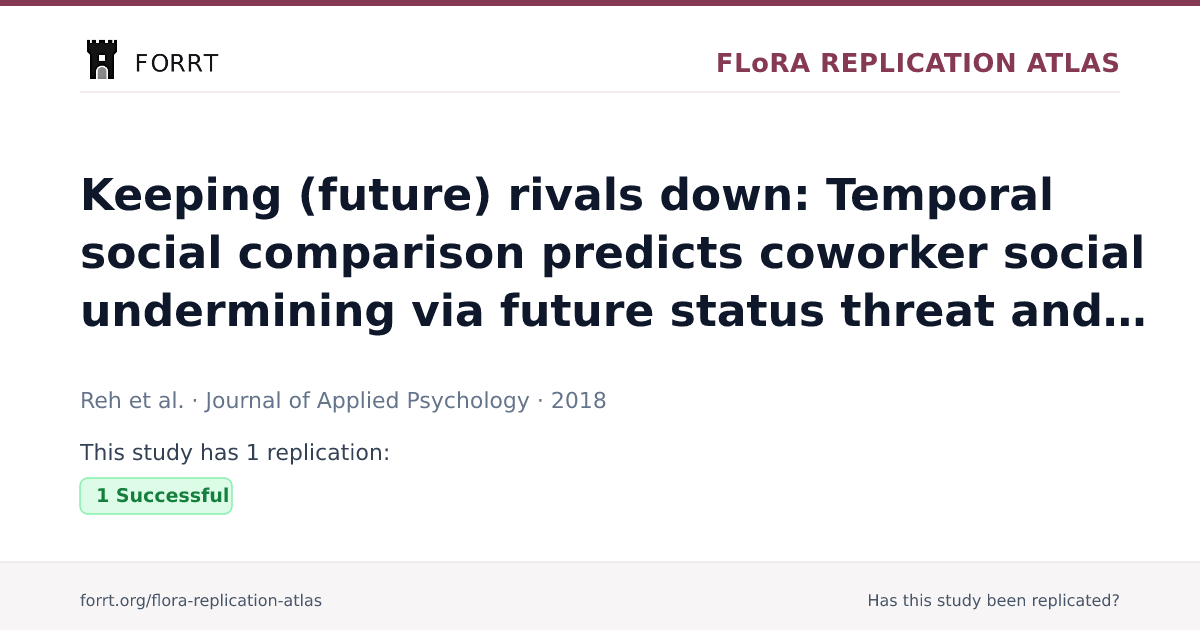 FORRT
FLoRA REPLICATION ATLAS
Keeping (future) rivals down: Temporal
social comparison predicts coworker social
undermining via future status threat and…
Reh et al. · Journal of Applied Psychology · 2018
This study has 1 replication:
1 Successful
forrt.org/flora-replication-atlas
Has this study been replicated?